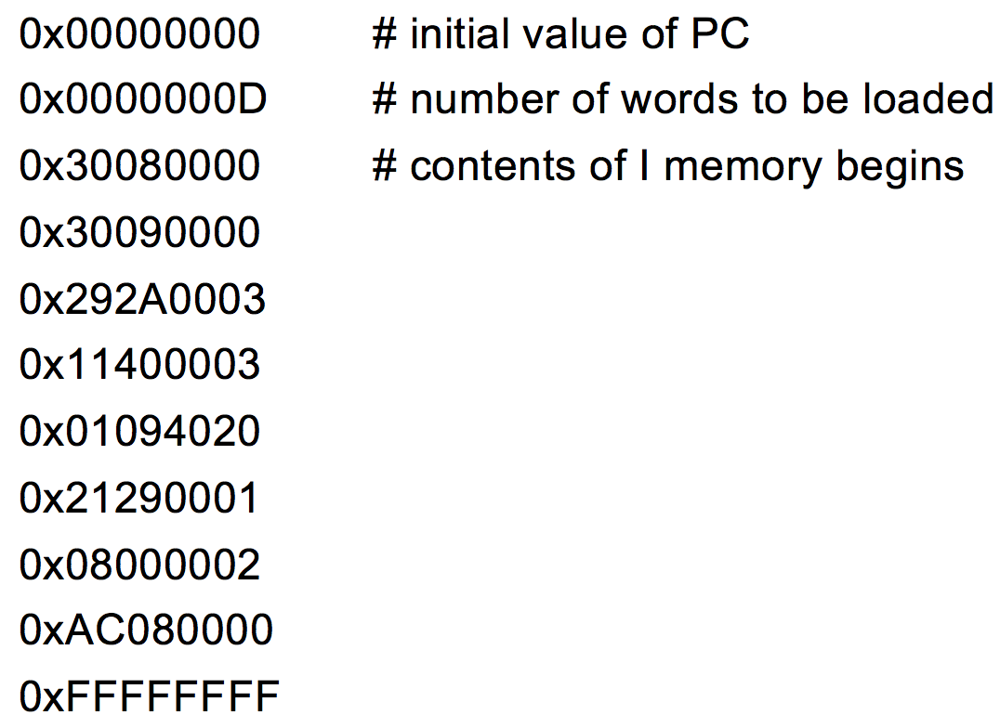 0x00000000 # initial value of PC
0x0000000D # number of words to be loaded
0x30080000 # contents of I memory begins
0x30090000
0x292A0003
0x11400003
0x01094020
0x21290001
0x08000002
0xAC080000
0xFFFFFFFF